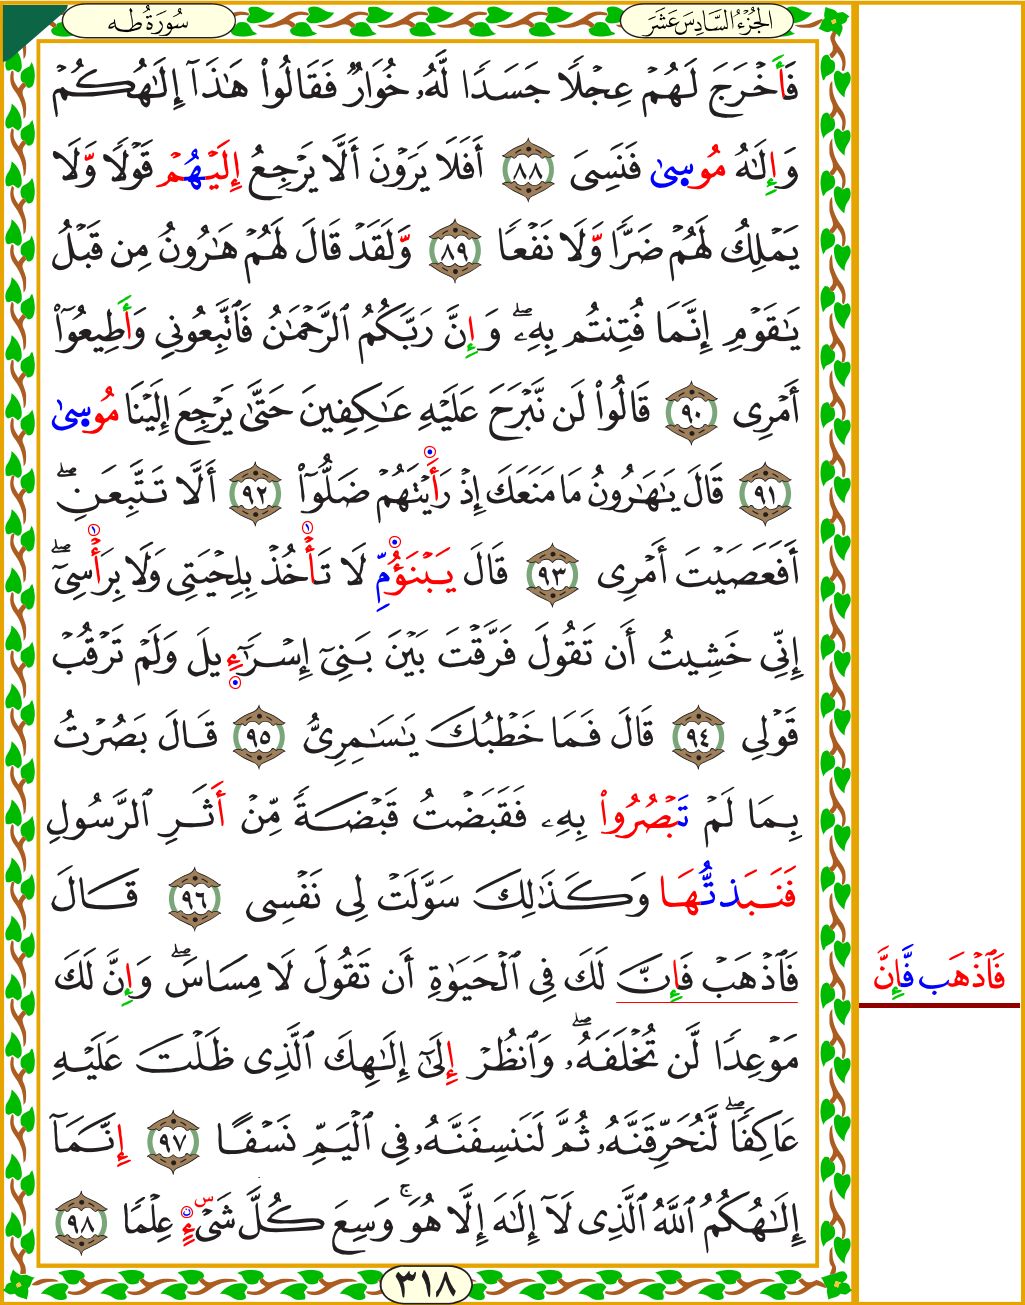 الجُزْءُ السَّادِسَ عَشَرَ
سُورَةُ طه
فَأَخْرَجَ لَهُمْ عِجْلًا جَسَدًا لَّهُۥ خُوَارٌ فَقَالُوا۟ هَـٰذَآ إِلَـٰهُكُمْ
وَإِلَـٰهُ مُوسِىٰ فَنَسِىَ ٨٨ أَفَلَا يَرَوْنَ أَلَّا يَرْجِعُ إِلَيْهُمْ قَوْلًا وَّلَا
يَمْلِكُ لَهُمْ ضَرًّا وَّلَا نَفْعًا ٨٩ وَّلَقَدْ قَالَ لَهُمْ هَـٰرُونُ مِن قَبْلُ
يَـٰقَوْمِ إِنَّمَا فُتِنتُم بِهِۦۖ وَإِنَّ رَبَّكُمُ ٱلرَّحْمَـٰنُ فَٱتَّبِعُونِى وَأَطِيعُوٓا۟
أَمْرِى ٩٠ قَالُوا۟ لَن نَّبْرَحَ عَلَيْهِ عَـٰكِفِينَ حَتَّىٰ يَرْجِعَ إِلَيْنَا مُوسِىٰ
٩١ قَالَ يَـٰهَـٰرُونُ مَا مَنَعَكَ إِذْ رَأَيْتَهُمْ ضَلُّوٓا۟ ٩٢ أَلَّا تَتَّبِعَنِۖ
أَفَعَصَيْتَ أَمْرِى ٩٣ قَالَ يَبْنَؤُمِّ لَا تَأْخُذْ بِلِحْيَتِى وَلَا بِرَأْسِىٓۖ
إِنِّى خَشِيتُ أَن تَقُولَ فَرَّقْتَ بَيْنَ بَنِىٓ إِسْرَٰٓءِيلَ وَلَمْ تَرْقُبْ
قَوْلِى ٩٤ قَالَ فَمَا خَطْبُكَ يَـٰسَـٰمِرِىُّ ٩٥ قَالَ بَصُرْتُ
بِمَا لَمْ تَبْصُرُوا۟ بِهِۦ فَقَبَضْتُ قَبْضَةً مِّنْ أَثَرِ ٱلرَّسُولِ
فَنَبَذتُّهَا وَكَذَٰلِكَ سَوَّلَتْ لِى نَفْسِى ٩٦ قَالَ
فَٱذْهَبْ فَإِنَّ لَكَ فِى ٱلْحَيَوٰةِ أَن تَقُولَ لَا مِسَاسَۖ وَإِنَّ لَكَ
فَٱذْهَب فَّإِنَّ
مَوْعِدًا لَّن تُخْلَفَهُۥۖ وَٱنظُرْ إِلَىٰٓ إِلَـٰهِكَ ٱلَّذِى ظَلْتَ عَلَيْهِ
عَاكِفًاۖ لَّنُحَرِّقَنَّهُۥ ثُمَّ لَنَنسِفَنَّهُۥ فِى ٱلْيَمِّ نَسْفًا ٩٧ إِنَّمَآ
إِلَـٰهُكُمُ ٱللَّهُ ٱلَّذِى لَآ إِلَـٰهَ إِلَّا هُوَۚ وَسِعَ كُلَّ شَىْءٍ عِلْمًا ٩٨
٣١٨